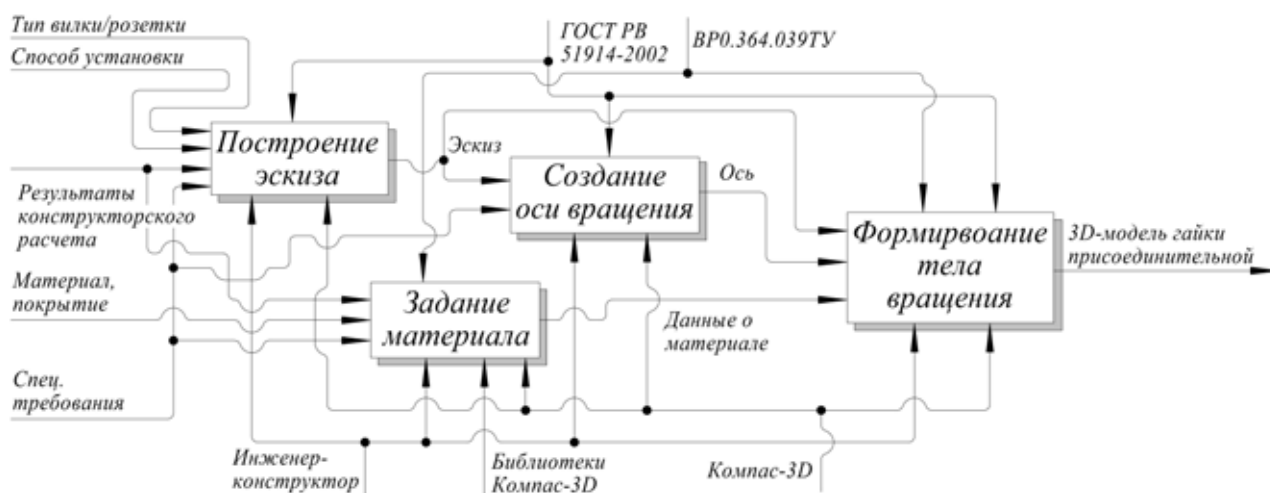 Тип вилки/розетки
Способ установки
ГОСТ РВ
51914-2002
ВР0.364.039ТУ
Построение
эскиза
Эскиз
Создание
оси вращения
Ось
Результаты
конструкторского
расчета
Формирвоание
тела
вращения
3D-модель гайки
присоединительной
Материал,
покрытие
Задание
материала
Данные о
материале
Спец.
требования
Инженер-
конструктор
Библиотеки
Компас-3D
Компас-3D